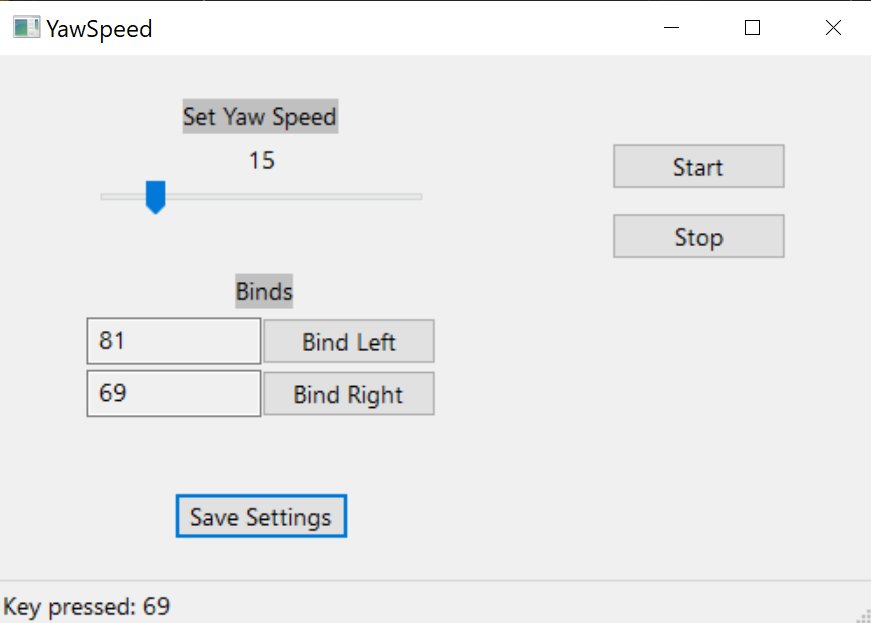 YawSpeed
Set Yaw Speed
15
Start
Stop
Binds
81 Bind Left
69 Bind Right
Save Settings
Key pressed: 69